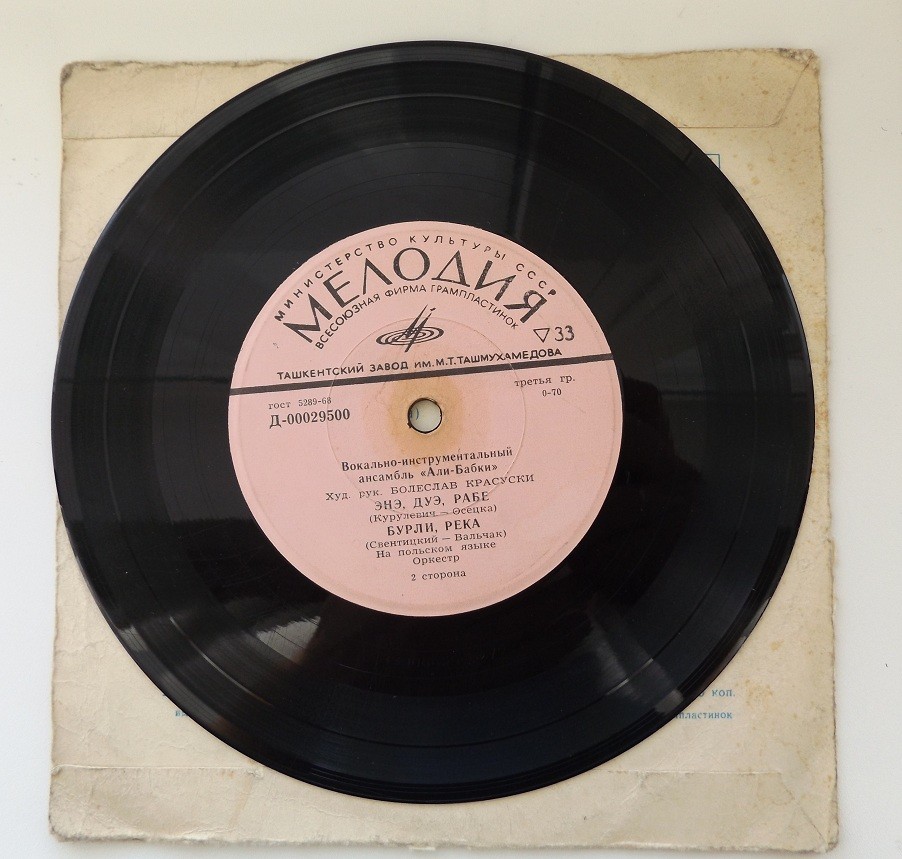 МИНИСТЕРСТВО КУЛЬТУРЫ СССР
МЕЛОДИЯ
ВСЕСОЮЗНАЯ ФИРМА ГРАМПЛАСТИНОК
33
ТАШКЕНТСКИЙ ЗАВОД ИМ. М.Т. ТАШМУХАМЕДОВА
гост 5289-68
Д-00029500
третья гр.
0-70
Вокально-инструментальный
ансамбль «Али-Бабки»
Худ. рук. БОЛЕСЛАВ КРАСУСКИ
ЭНЭ, ДУЭ, РАБЕ
(Курулевич — Осецка)
БУРЛИ, РЕКА
(Свентицкий — Вальчак)
На польском языке
Оркестр
2 сторона
коп.